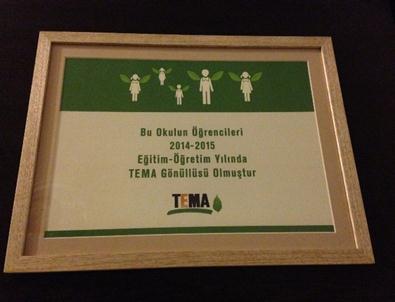 Bu Okulun Öğrencileri
2014-2015
Eğitim-Öğretim Yılında
TEMA Gönüllüsü Olmuştur
TEMA